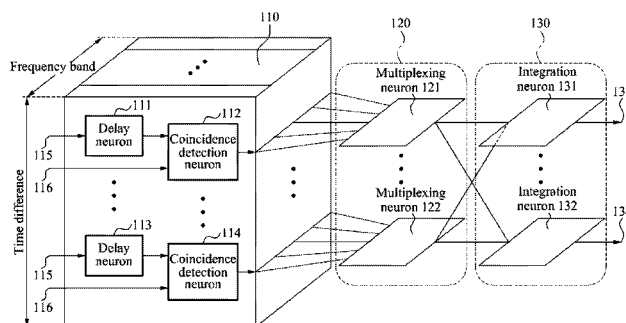 110
120
130
Frequency band
Multiplexing
neuron 121
Integration
neuron 131
111
112
13
Delay
neuron
Coincidence
detection
neuron
115
116
Time difference
113
114
Multiplexing
neuron 122
Integration
neuron 132
Delay
neuron
Coincidence
detection
neuron
13
115
116